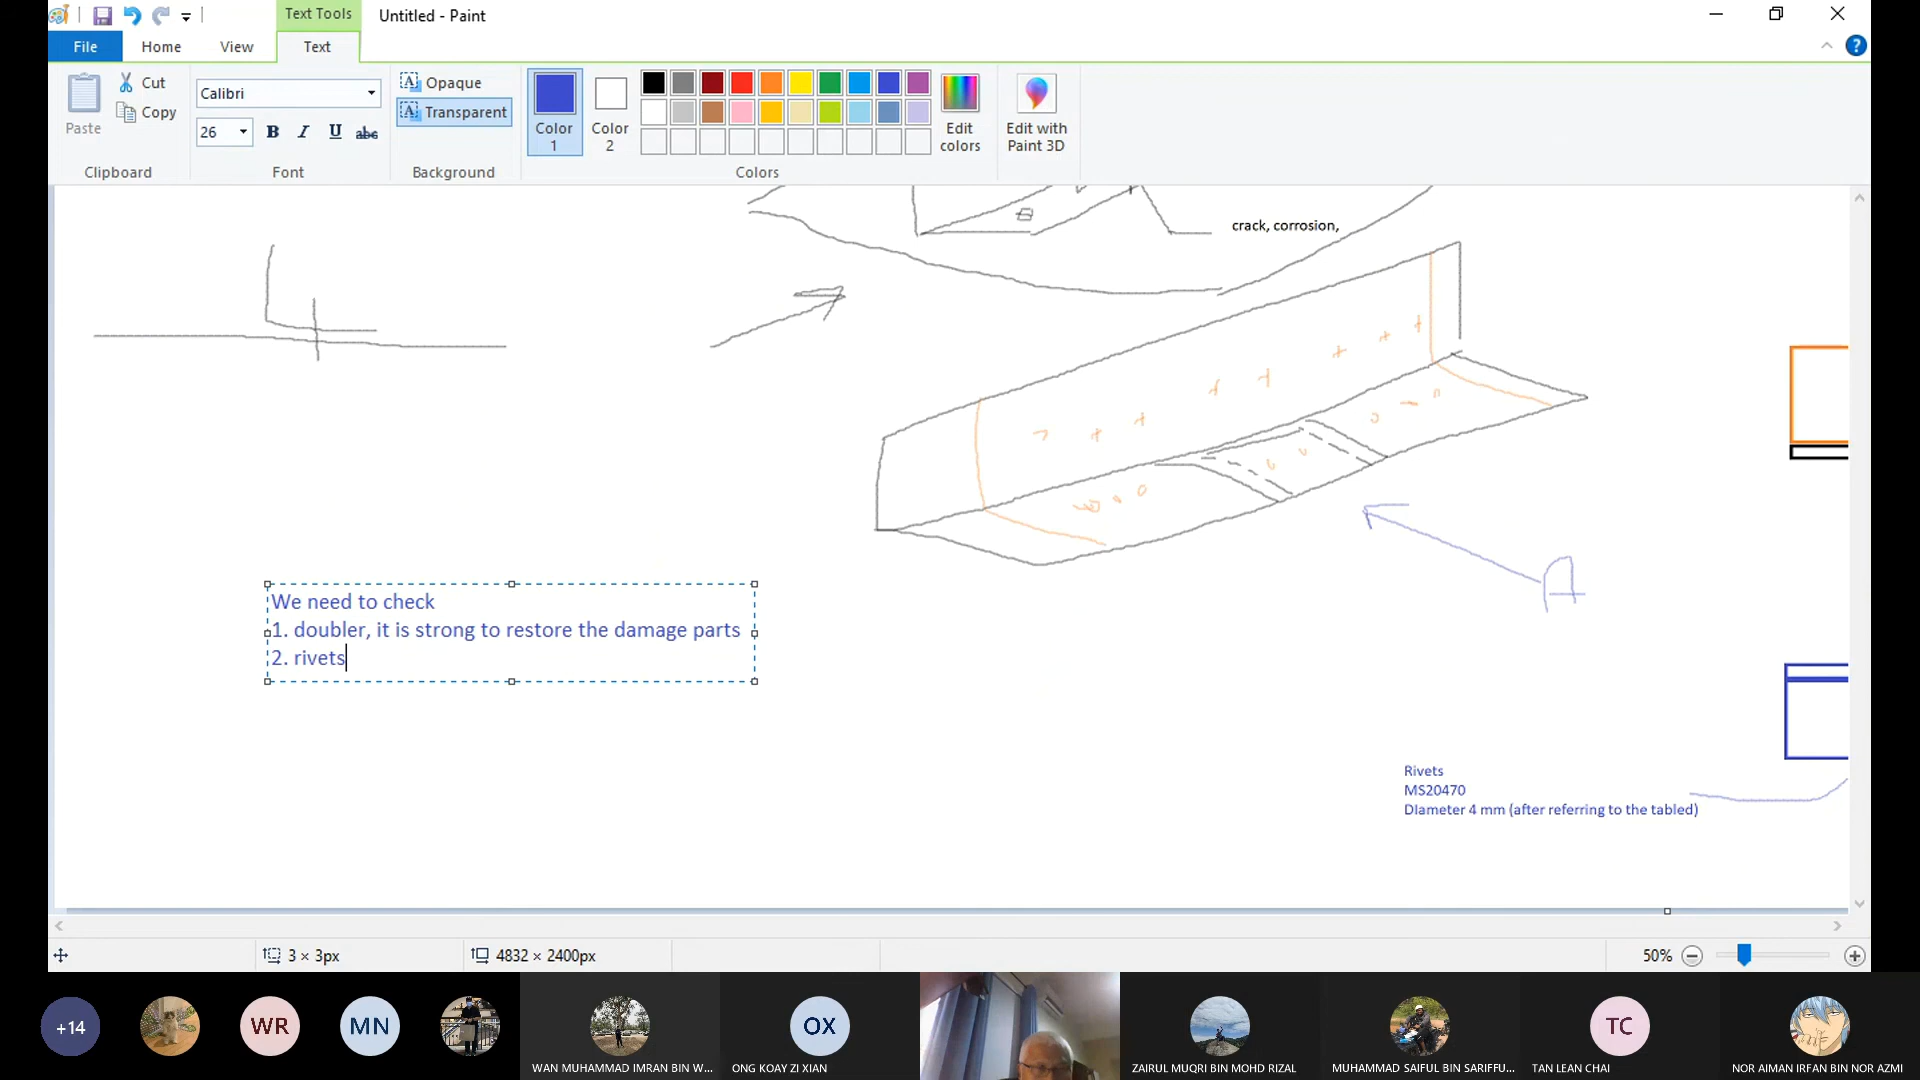 Text Tools
Untitled - Paint
File
Home
View
Text
Paste
Cut
Copy
Clipboard
Calibri
26
B
I
U
abc
Font
Opaque
Transparent
Background
Color 1
Color 2
Edit colors
Colors
Edit with Paint 3D
crack, corrosion,
A
We need to check
1. doubler, it is strong to restore the damage parts
2. rivets
Rivets
MS20470
DIameter 4 mm (after referring to the tabled)
3 × 3px
4832 × 2400px
50%
+14
WR
MN
WAN MUHAMMAD IMRAN BIN W...
OX
ONG KOAY ZI XIAN
ZAIRUL MUQRI BIN MOHD RIZAL
MUHAMMAD SAIFUL BIN SARIFFU...
TC
TAN LEAN CHAI
NOR AIMAN IRFAN BIN NOR AZMI